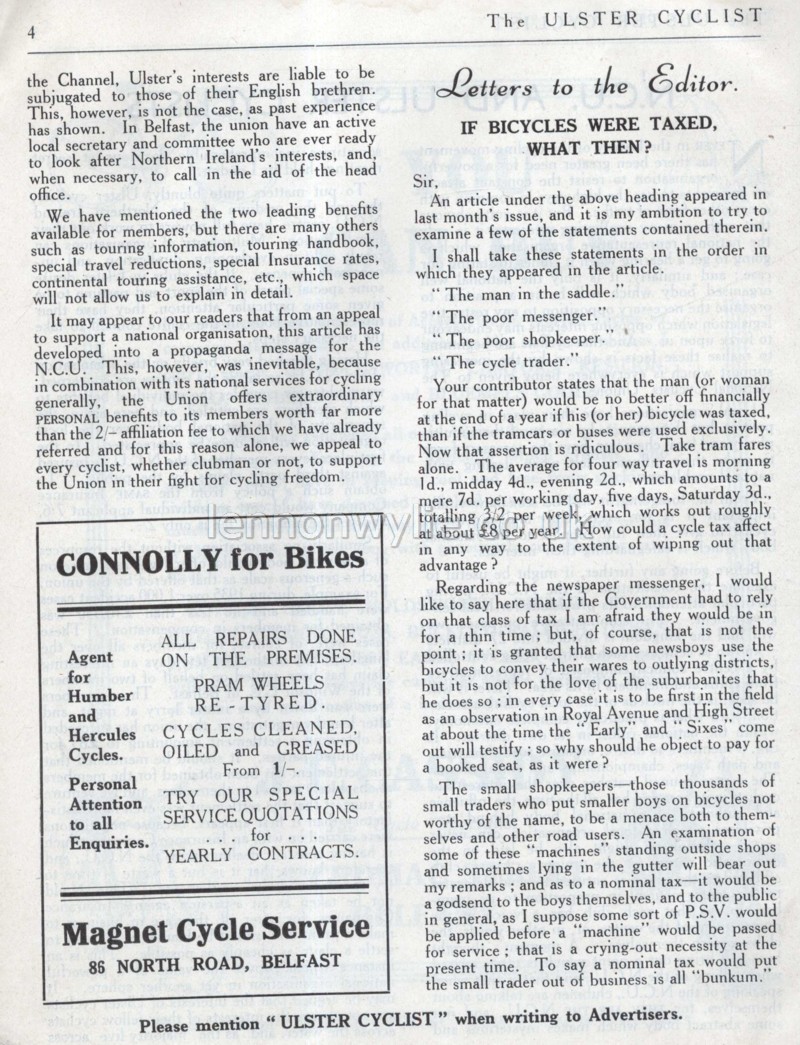 4
The ULSTER CYCLIST
the Channel, Ulster's interests are liable to be
subjugated to those of their English brethren.
This, however, is not the case, as past experience
has shown. In Belfast, the union have an active
local secretary and committee who are ever ready
to look after Northern Ireland's interests, and,
when necessary, to call in the aid of the head
office.
We have mentioned the two leading benefits
available for members, but there are many others
such as touring information, touring handbook,
special travel reductions, special Insurance rates,
continental touring assistance, etc., which space
will not allow us to explain in detail.
It may appear to our readers that from an appeal
to support a national organisation, this article has
developed into a propaganda message for the
N.C.U. This, however, was inevitable, because
in combination with its national services for cycling
generally, the Union offers extraordinary
PERSONAL benefits to its members worth far more
than the 2/- affiliation fee to which we have already
referred and for this reason alone, we appeal to
every cyclist, whether clubman or not, to support
the Union in their fight for cycling freedom.
CONNOLLY for Bikes
Agent
for
Humber
and
Hercules
Cycles.
Personal
Attention
to all
Enquiries.
ALL REPAIRS DONE
ON THE PREMISES.
PRAM WHEELS
RE-TYRED.
CYCLES CLEANED,
OILED and GREASED
From 1/-.
TRY OUR SPECIAL
SERVICE QUOTATIONS
. . . for . . .
YEARLY CONTRACTS.
Magnet Cycle Service
86 NORTH ROAD, BELFAST
Letters to the Editor.
IF BICYCLES WERE TAXED,
WHAT THEN?
Sir,
An article under the above heading appeared in
last month's issue, and it is my ambition to try to
examine a few of the statements contained therein.
I shall take these statements in the order in
which they appeared in the article.
"The man in the saddle."
"The poor messenger."
"The poor shopkeeper."
"The cycle trader."
Your contributor states that the man (or woman
for that matter) would be no better off financially
at the end of a year if his (or her) bicycle was taxed,
than if the tramcars or buses were used exclusively.
Now that assertion is ridiculous. Take tram fares
alone. The average for four way travel is morning
1d., midday 4d., evening 2d., which amounts to a
mere 7d. per working day, five days, Saturday 3d.,
totalling 3/2 per week, which works out roughly
at about £8 per year. How could a cycle tax affect
in any way to the extent of wiping out that
advantage?
Regarding the newspaper messenger, I would
like to say here that if the Government had to rely
on that class of tax I am afraid they would be in
for a thin time; but, of course, that is not the
point; it is granted that some newsboys use the
bicycles to convey their wares to outlying districts,
but it is not for the love of the suburbanites that
he does so; in every case it is to be first in the field
as an observation in Royal Avenue and High Street
at about the time the "Early" and "Sixes" come
out will testify; so why should he object to pay for
a booked seat, as it were?
The small shopkeepers—those thousands of
small traders who put smaller boys on bicycles not
worthy of the name, to be a menace both to them-
selves and other road users. An examination of
some of these "machines" standing outside shops
and sometimes lying in the gutter will bear out
my remarks; and as to a nominal tax—it would be
a godsend to the boys themselves, and to the public
in general, as I suppose some sort of P.S.V. would
be applied before a "machine" would be passed
for service; that is a crying-out necessity at the
present time. To say a nominal tax would put
the small trader out of business is all "bunkum."
Please mention "ULSTER CYCLIST" when writing to Advertisers.
lennonwylie.co.uk